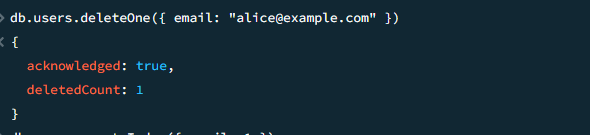 > db.users.deleteOne({ email: "alice@example.com" })
< {
acknowledged: true,
deletedCount: 1
}